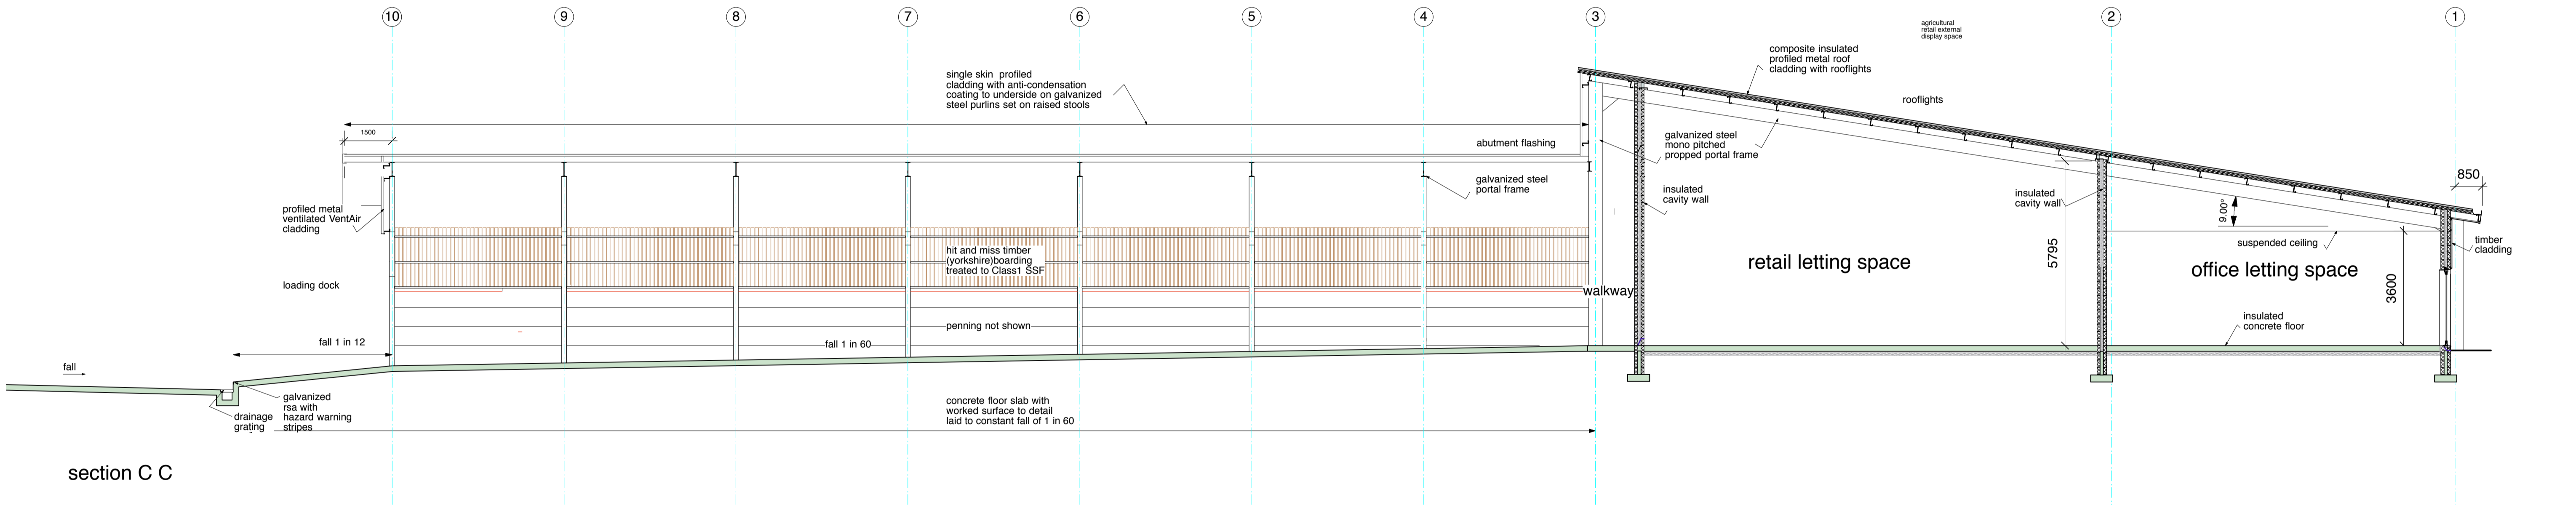 10
9
8
7
6
5
4
3
2
1
agricultural
retail external
display space
single skin profiled
cladding with anti-condensation
coating to underside on galvanized
steel purlins set on raised stools
composite insulated
profiled metal roof
cladding with rooflights
rooflights
1500
abutment flashing
galvanized steel
mono pitched
propped portal frame
galvanized steel
portal frame
insulated
cavity wall
insulated
cavity wall
850
9.00°
profiled metal
ventilated VentAir
cladding
suspended ceiling
timber
cladding
hit and miss timber
(yorkshire)boarding
treated to Class1 SSF
5795
retail letting space
office letting space
3600
loading dock
walkway
penning not shown
insulated
concrete floor
fall 1 in 12
fall 1 in 60
fall
galvanized
rsa with
hazard warning
stripes
drainage
grating
concrete floor slab with
worked surface to detail
laid to constant fall of 1 in 60
section C C